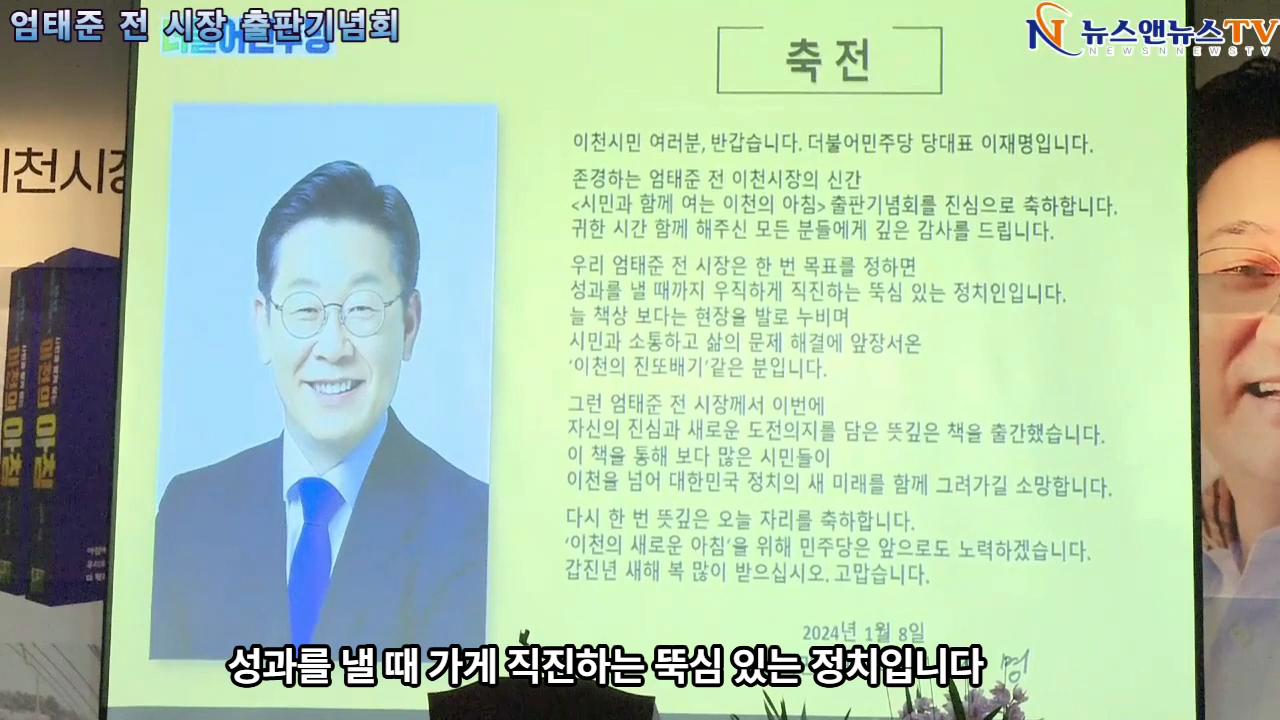 엄태준 전 시장 출판기념회
더불어민주당
뉴스앤뉴스TV
NEWSNNEWSTV
축전
이천시장
이천시민 여러분, 반갑습니다. 더불어민주당 당대표 이재명입니다.
존경하는 엄태준 전 이천시장의 신간
<시민과 함께 여는 이천의 아침> 출판기념회를 진심으로 축하합니다.
귀한 시간 함께 해주신 모든 분들에게 깊은 감사를 드립니다.
우리 엄태준 전 시장은 한 번 목표를 정하면
성과를 낼 때까지 우직하게 직진하는 뚝심 있는 정치인입니다.
늘 책상 보다는 현장을 발로 누비며
시민과 소통하고 삶의 문제 해결에 앞장서온
‘이천의 진또배기’같은 분입니다.
그런 엄태준 전 시장께서 이번에
자신의 진심과 새로운 도전의지를 담은 뜻깊은 책을 출간했습니다.
이 책을 통해 보다 많은 시민들이
이천을 넘어 대한민국 정치의 새 미래를 함께 그려가길 소망합니다.
다시 한 번 뜻깊은 오늘 자리를 축하합니다.
‘이천의 새로운 아침’을 위해 민주당은 앞으로도 노력하겠습니다.
갑진년 새해 복 많이 받으십시오. 고맙습니다.
2024년 1월 8일
명
이천의 아침
이천의 아침
성과를 낼 때 가게 직진하는 뚝심 있는 정치입니다